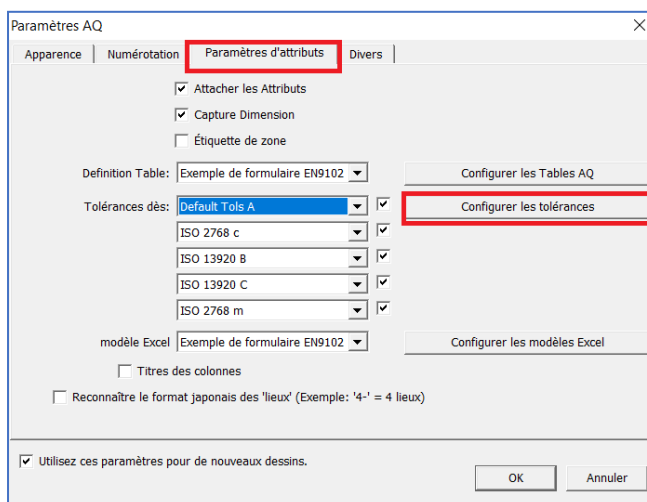 Paramètres AQ
Apparence Numérotation Paramètres d'attributs Divers
Attacher les Attributs
Capture Dimension
Étiquette de zone
Definition Table: Exemple de formulaire EN9102 Configurer les Tables AQ
Tolérances dès: Default Tols A Configurer les tolérances
ISO 2768 c
ISO 13920 B
ISO 13920 C
ISO 2768 m
modèle Excel Exemple de formulaire EN9102 Configurer les modèles Excel
Titres des colonnes
Reconnaître le format japonais des 'lieux' (Exemple: '4-' = 4 lieux)
Utilisez ces paramètres pour de nouveaux dessins.
OK Annuler